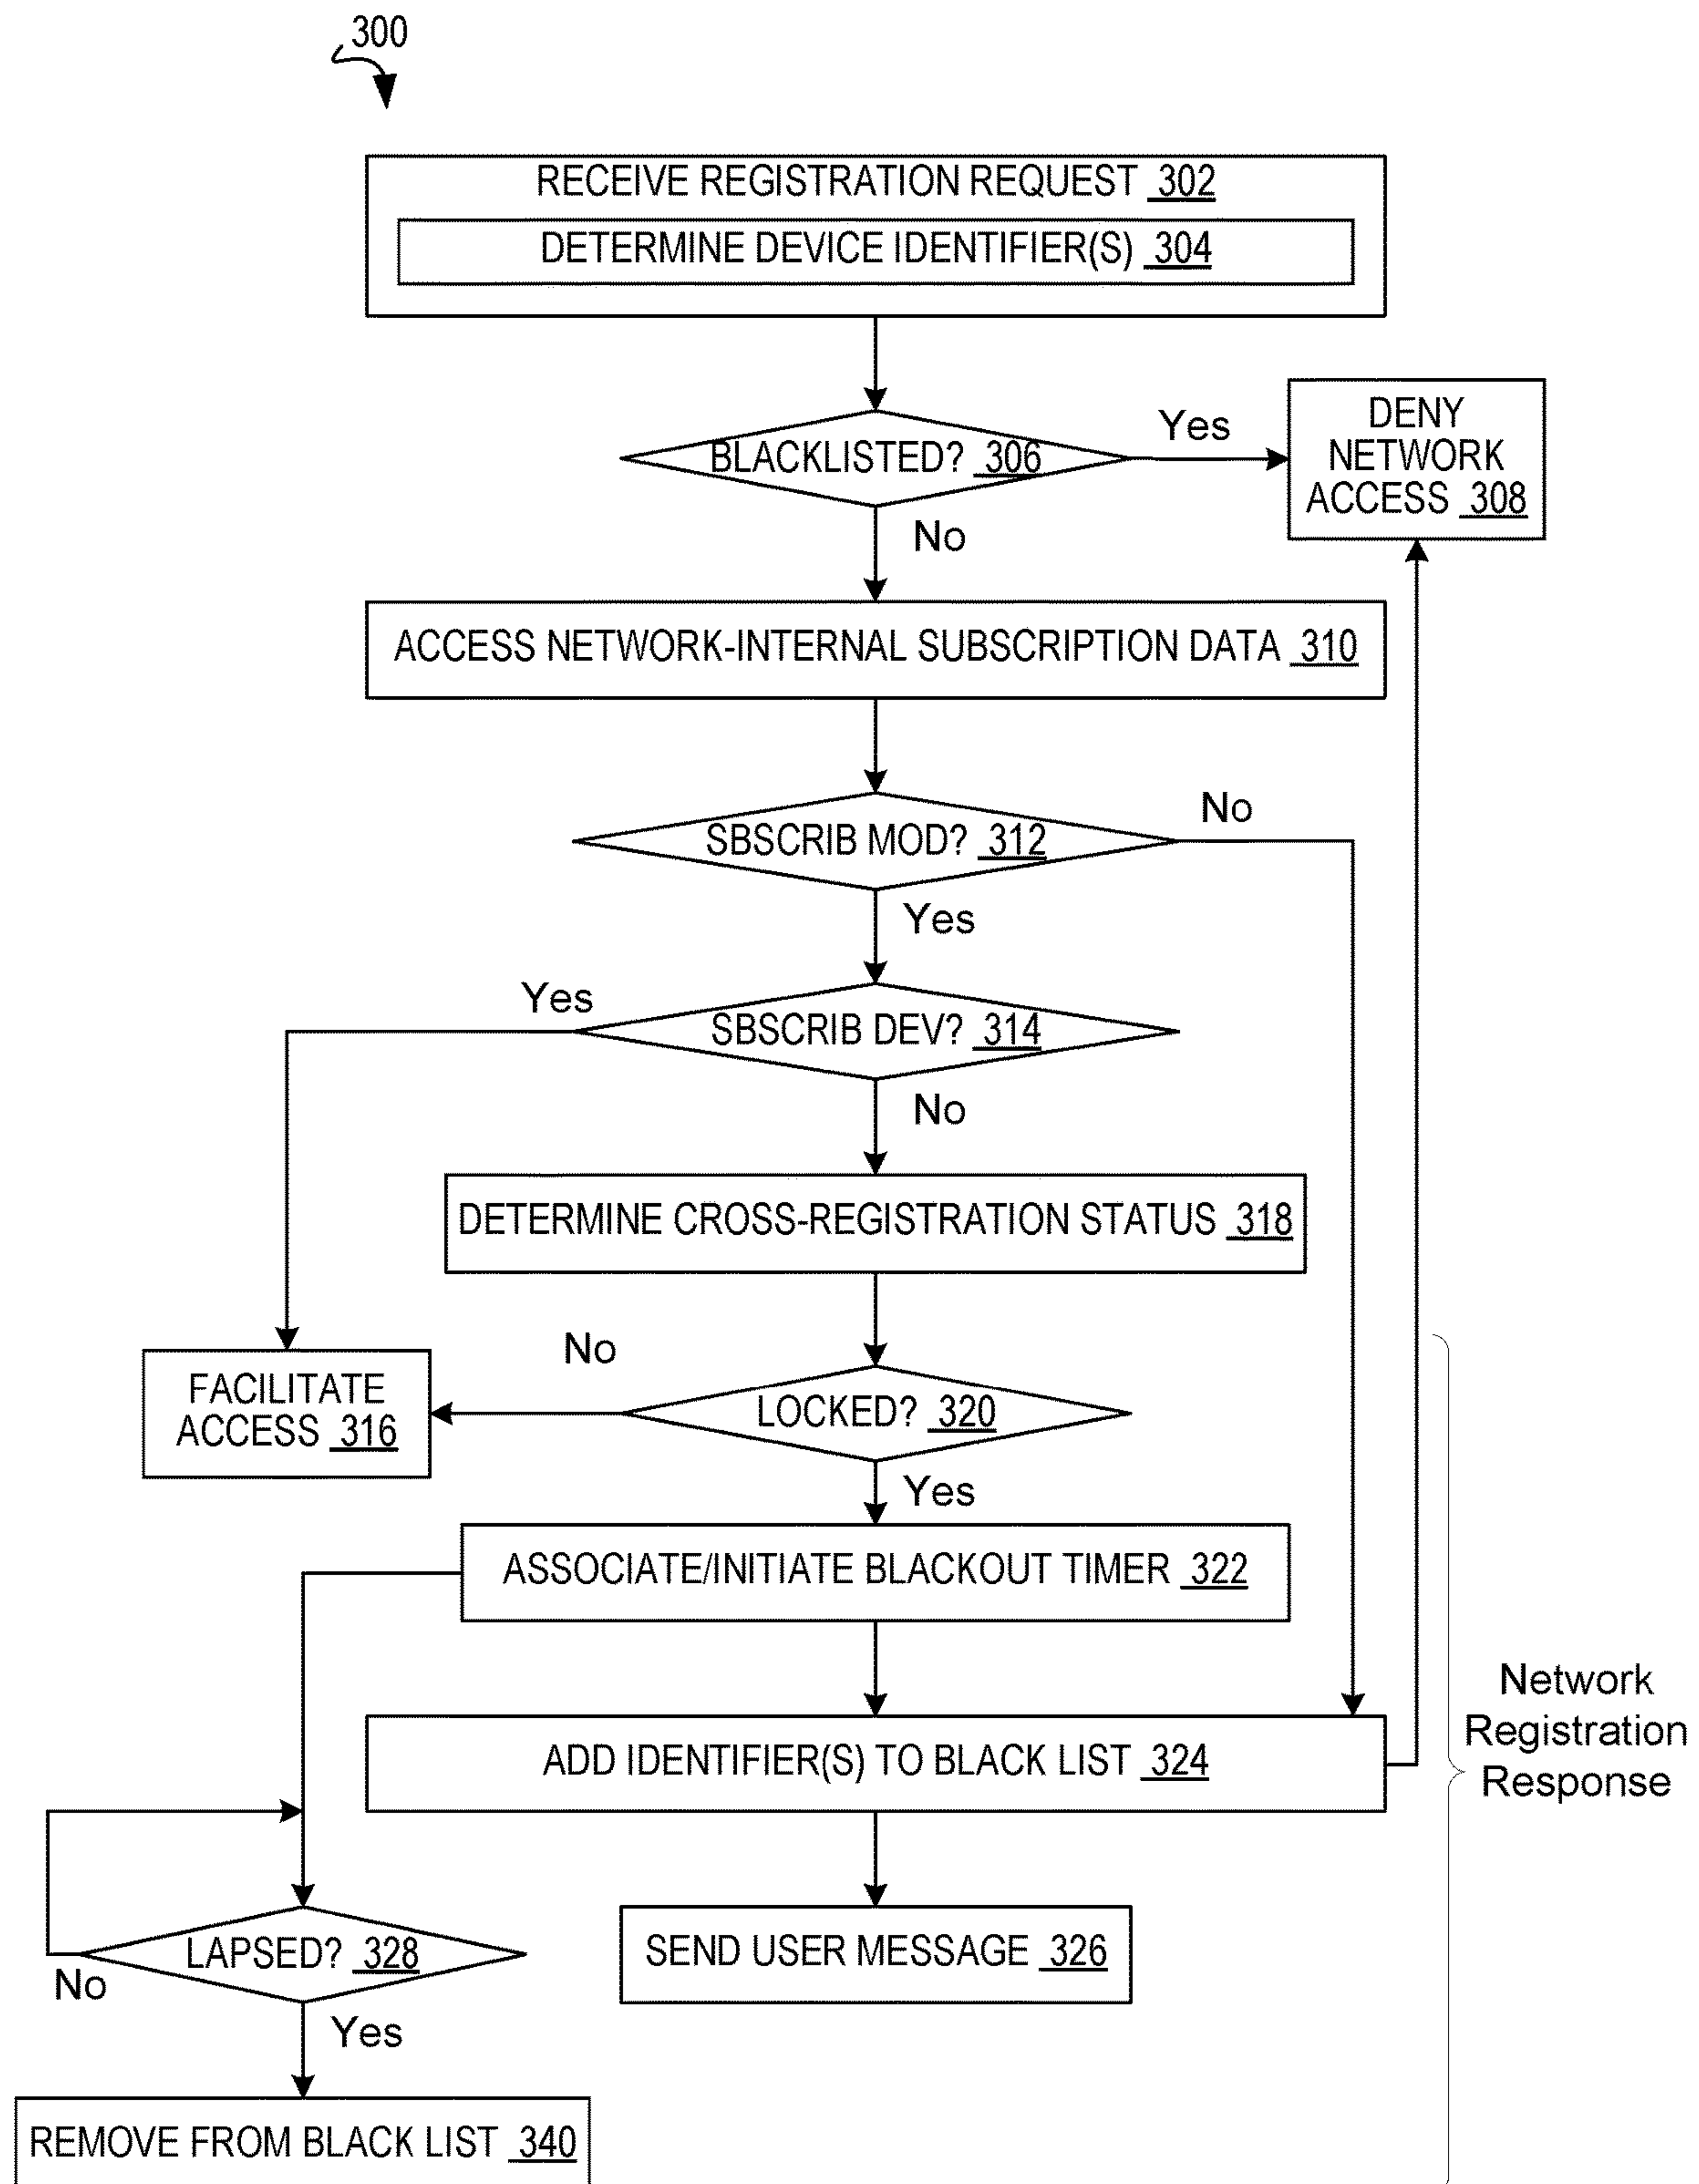 300
RECEIVE REGISTRATION REQUEST 302
DETERMINE DEVICE IDENTIFIER(S) 304
BLACKLISTED? 306
Yes
DENY
NETWORK
ACCESS 308
No
ACCESS NETWORK-INTERNAL SUBSCRIPTION DATA 310
SBSCRIB MOD? 312
No
Yes
SBSCRIB DEV? 314
Yes
No
DETERMINE CROSS-REGISTRATION STATUS 318
FACILITATE
ACCESS 316
No
LOCKED? 320
Yes
ASSOCIATE/INITIATE BLACKOUT TIMER 322
ADD IDENTIFIER(S) TO BLACK LIST 324
Network
Registration
Response
LAPSED? 328
No
Yes
SEND USER MESSAGE 326
REMOVE FROM BLACK LIST 340